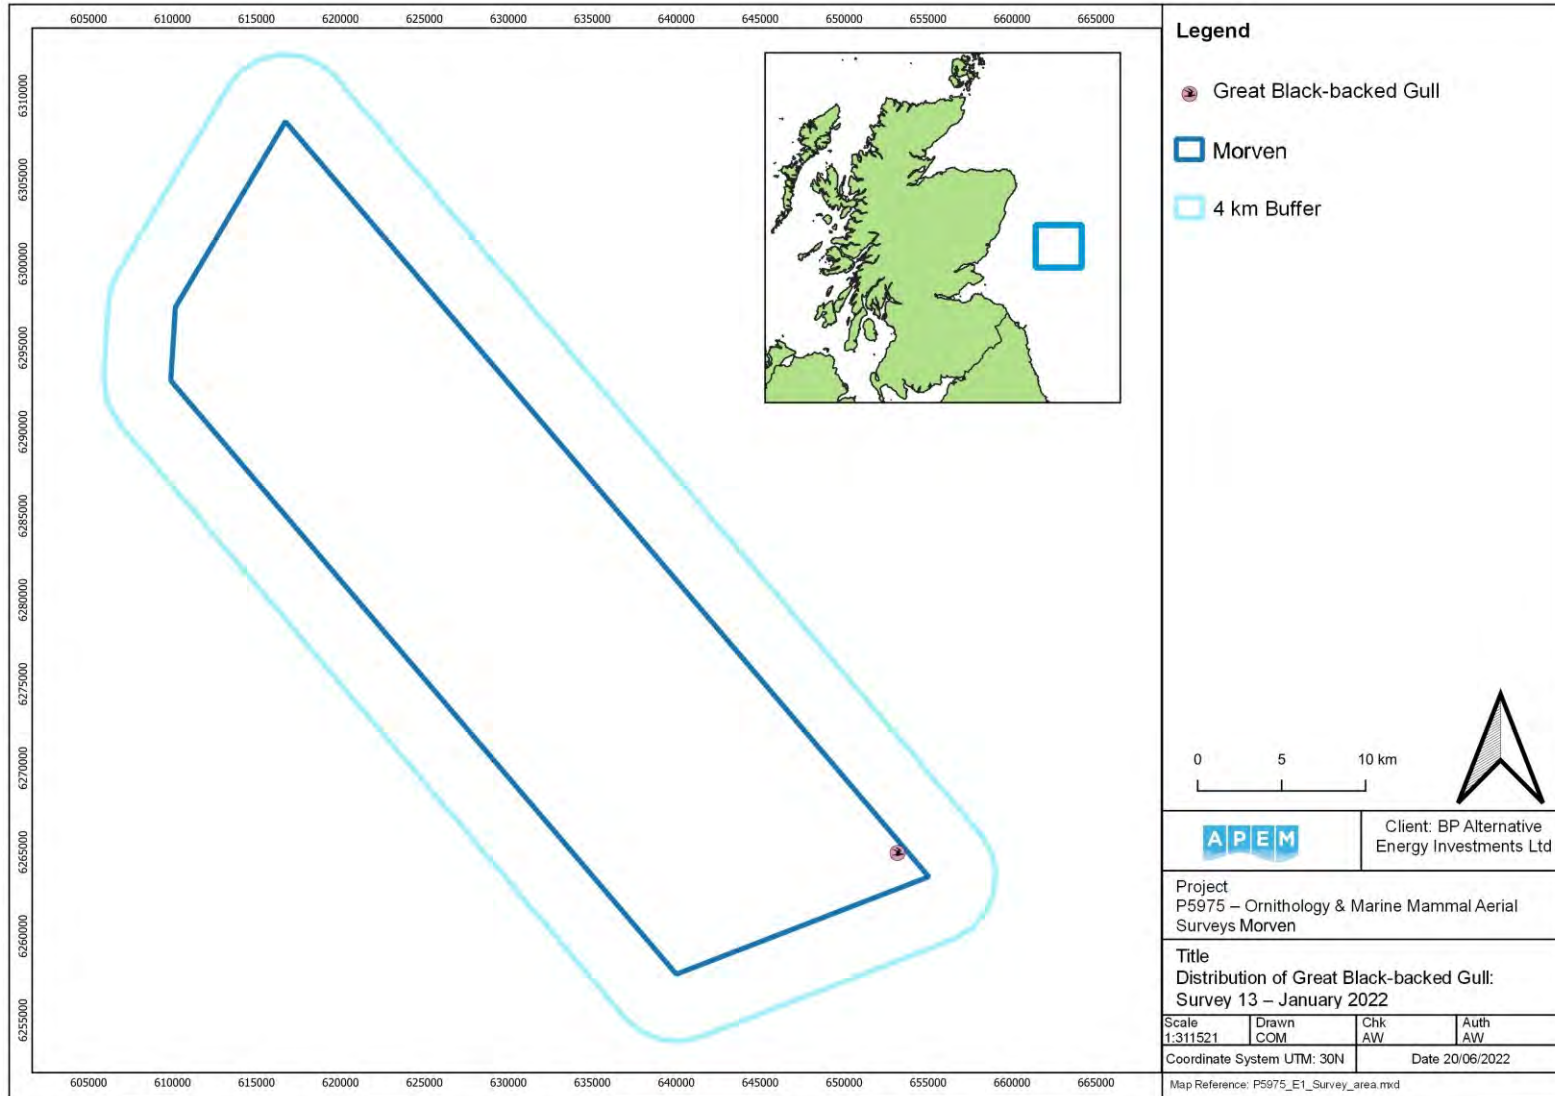 605000 610000 615000 620000 625000 630000 635000 640000 645000 650000 655000 660000 665000
6310000
6305000
6300000
6295000
6290000
6285000
6280000
6275000
6270000
6265000
6260000
6255000
605000 610000 615000 620000 625000 630000 635000 640000 645000 650000 655000 660000 665000
Legend
Great Black-backed Gull
Morven
4 km Buffer
0 5 10 km
APEM
Client: BP Alternative
Energy Investments Ltd
Project
P5975 – Ornithology & Marine Mammal Aerial
Surveys Morven
Title
Distribution of Great Black-backed Gull:
Survey 13 – January 2022
Scale Drawn Chk Auth
1:311521 COM AW AW
Coordinate System UTM: 30N Date 20/06/2022
Map Reference: P5975_E1_Survey_area.mxd